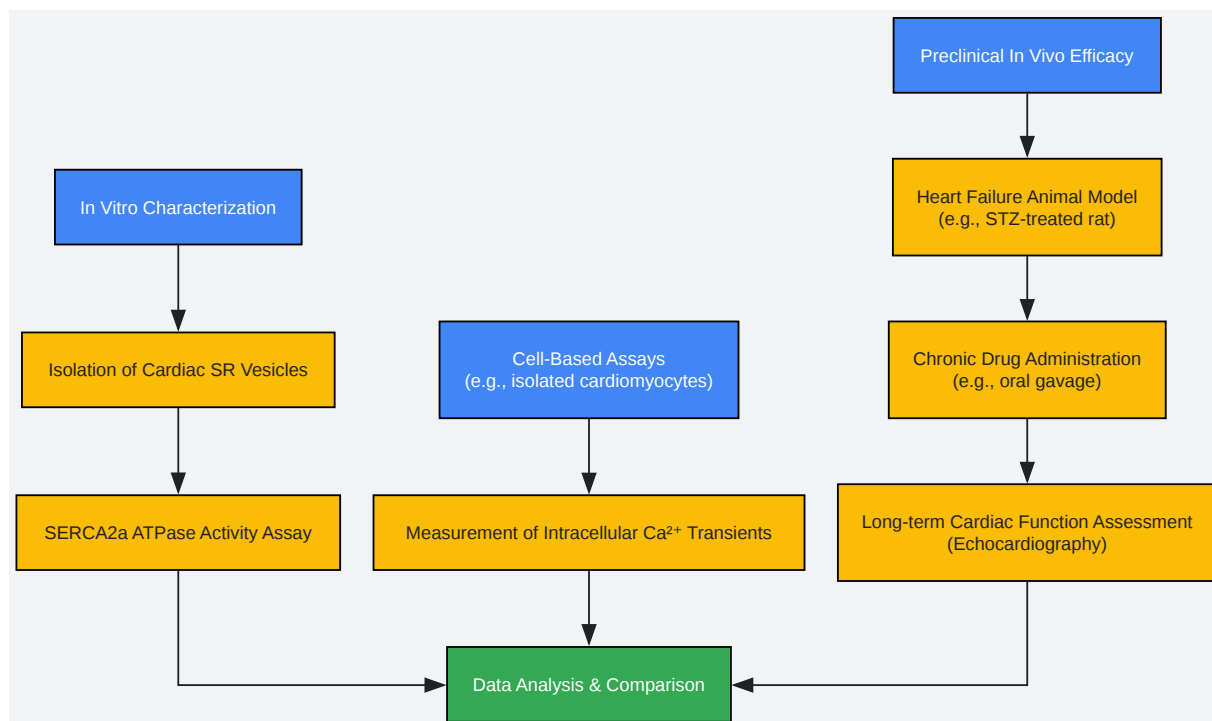 Preclinical In Vivo Efficacy
In Vitro Characterization
Heart Failure Animal Model
(e.g., STZ-treated rat)
Isolation of Cardiac SR Vesicles
Cell-Based Assays
(e.g., isolated cardiomyocytes)
Chronic Drug Administration
(e.g., oral gavage)
SERCA2a ATPase Activity Assay
Measurement of Intracellular Ca²⁺ Transients
Long-term Cardiac Function Assessment
(Echocardiography)
Data Analysis & Comparison